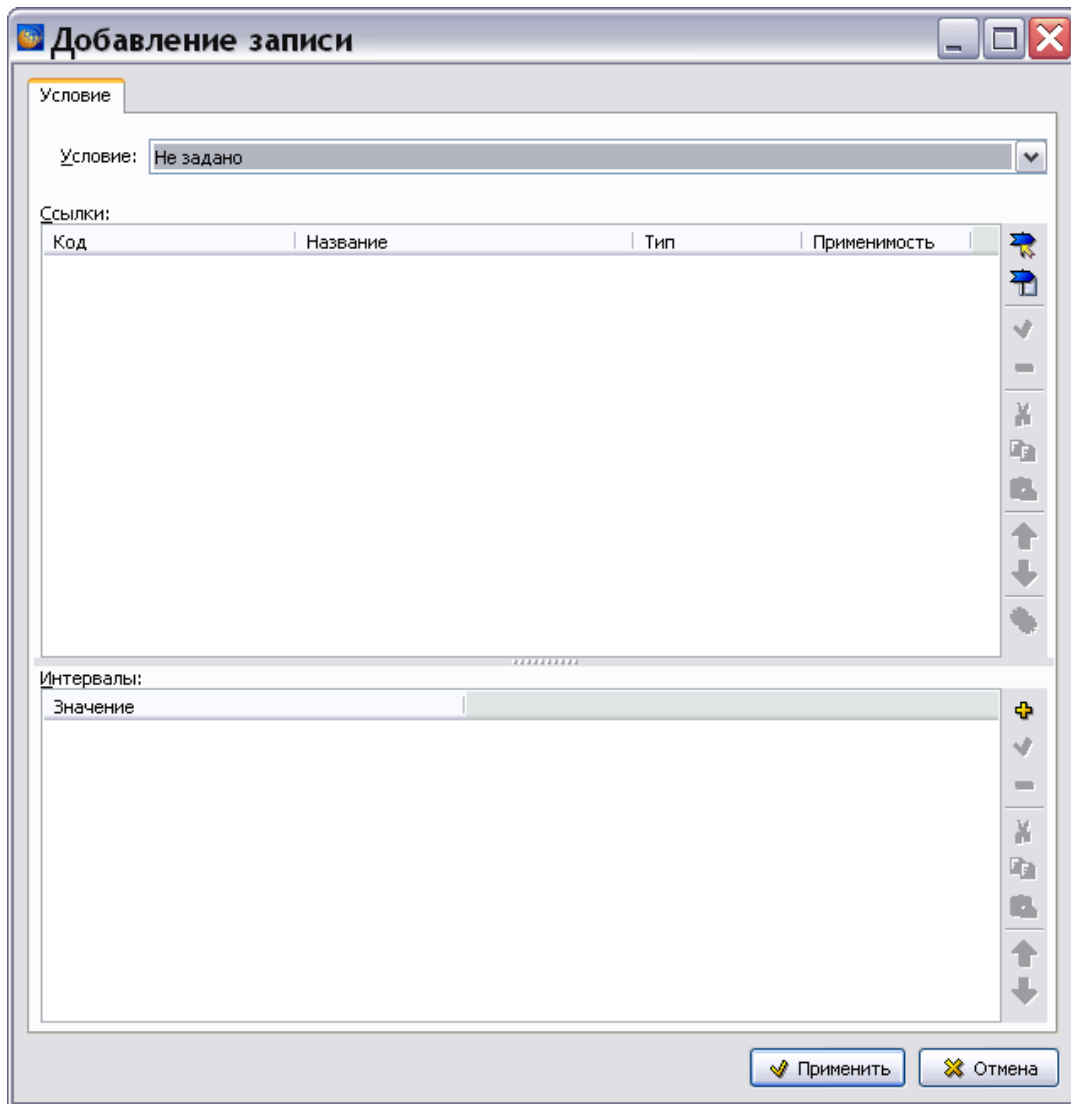 Добавление записи
Условие
Условие: Не задано
Ссылки:
Код Название Тип Применимость
Интервалы:
Значение
Применить Отмена